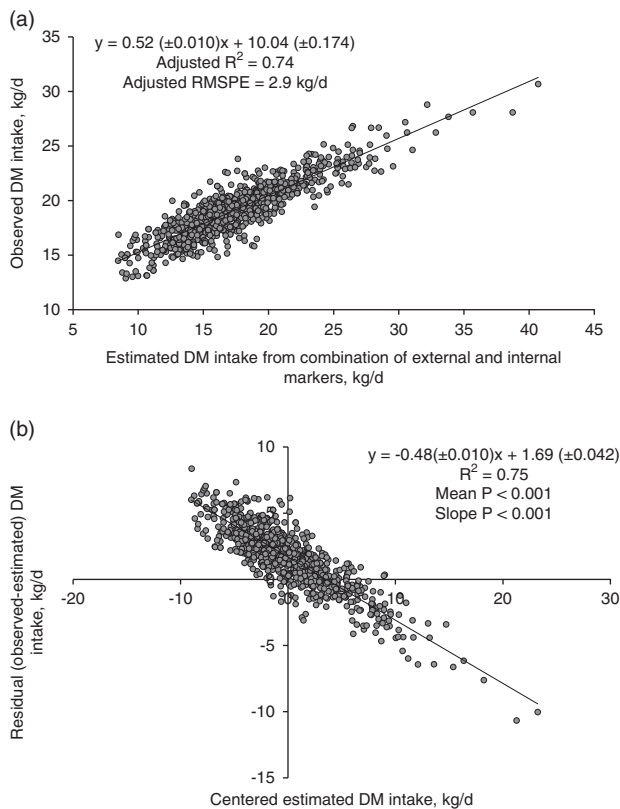 (a)
35
y = 0.52 (±0.010)x + 10.04 (±0.174)
Adjusted R² = 0.74
Adjusted RMSPE = 2.9 kg/d
30
25
20
15
10
Observed DM intake, kg/d
5 10 15 20 25 30 35 40 45
Estimated DM intake from combination of external and internal
markers, kg/d
(b)
10
y = -0.48(±0.010)x + 1.69 (±0.042)
R² = 0.75
Mean P < 0.001
Slope P < 0.001
5
0
-20 -10 0 10 20 30
-5
-10
-15
Residual (observed-estimated) DM
intake, kg/d
Centered estimated DM intake, kg/d